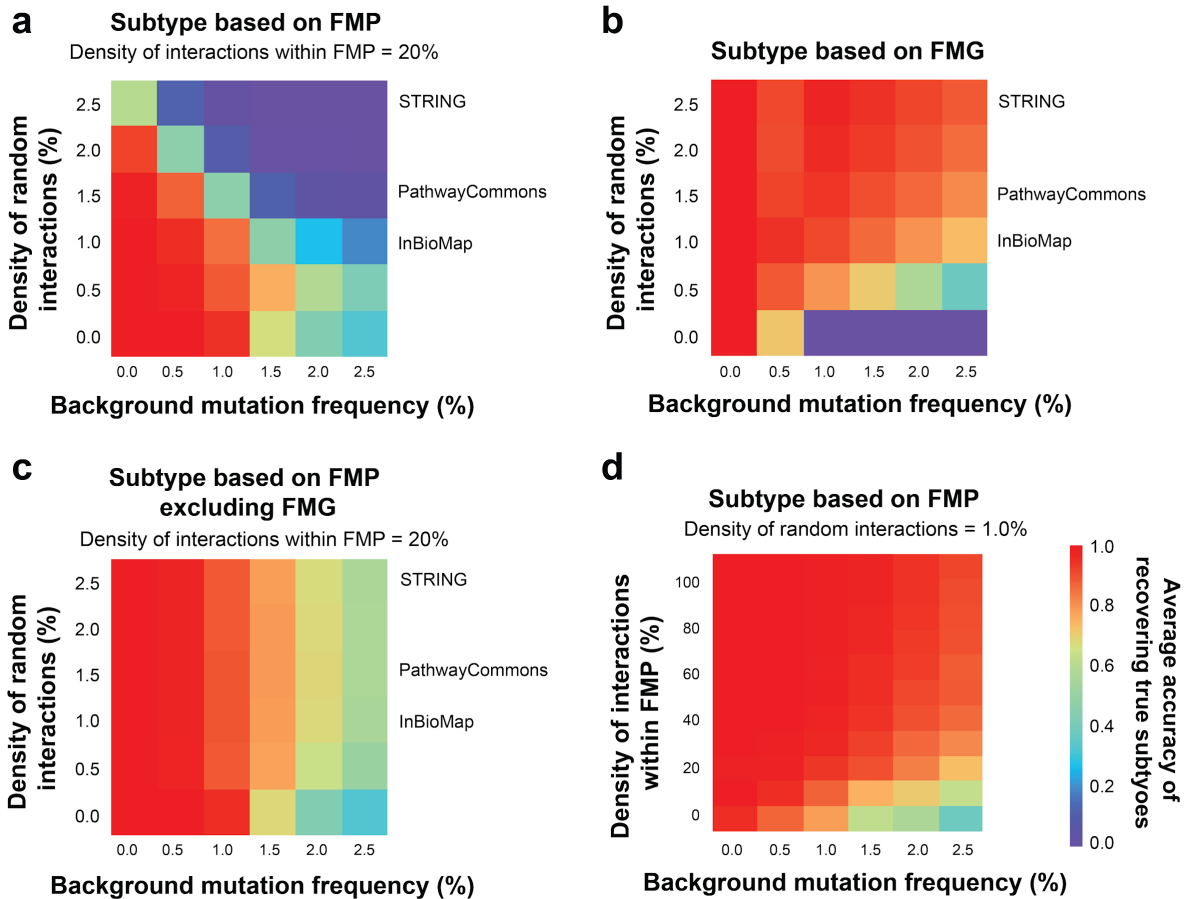 a
Subtype based on FMP
Density of interactions within FMP = 20%
Density of random
interactions (%)
2.5
2.0
1.5
1.0
0.5
0.0
STRING
PathwayCommons
InBioMap
0.0 0.5 1.0 1.5 2.0 2.5
Background mutation frequency (%)
b
Subtype based on FMG
Density of random
interactions (%)
2.5
2.0
1.5
1.0
0.5
0.0
STRING
PathwayCommons
InBioMap
0.0 0.5 1.0 1.5 2.0 2.5
Background mutation frequency (%)
c
Subtype based on FMP
excluding FMG
Density of interactions within FMP = 20%
Density of random
interactions (%)
2.5
2.0
1.5
1.0
0.5
0.0
STRING
PathwayCommons
InBioMap
0.0 0.5 1.0 1.5 2.0 2.5
Background mutation frequency (%)
d
Subtype based on FMP
Density of random interactions = 1.0%
Density of interactions
within FMP (%)
100
80
60
40
20
0
0.0 0.5 1.0 1.5 2.0 2.5
Background mutation frequency (%)
1.0
0.8
0.6
0.4
0.2
0.0
Average accuracy of
recovering true subtyoes